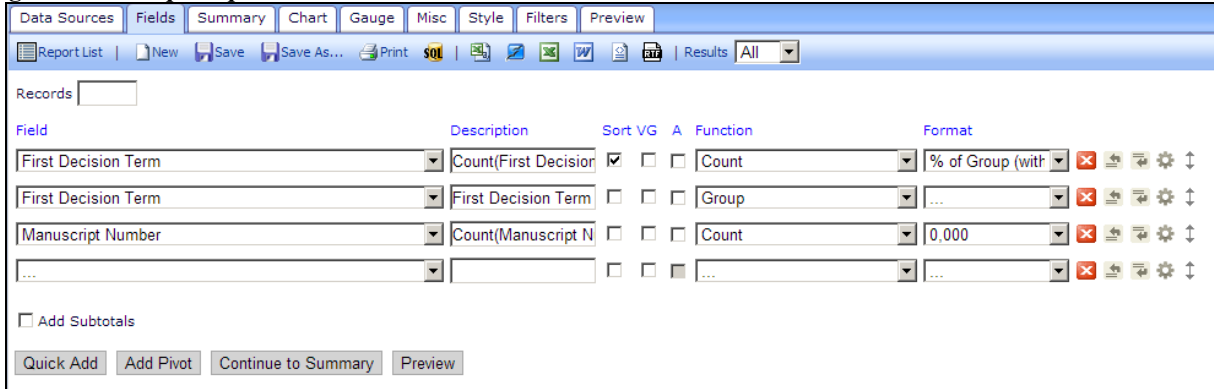 Data Sources Fields Summary Chart Gauge Misc Style Filters Preview
Report List | New Save Save As... Print SQL | W RTF | Results All
Records
Field Description Sort VG A Function Format
First Decision Term Count(First Decision Count % of Group (with
First Decision Term First Decision Term Group ...
Manuscript Number Count(Manuscript N Count 0,000
... ... ...
Add Subtotals
Quick Add Add Pivot Continue to Summary Preview